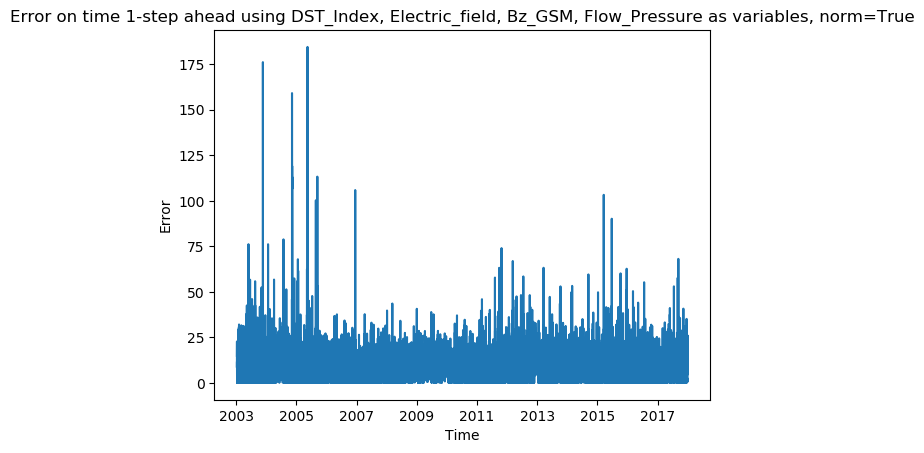 Error on time 1-step ahead using DST_Index, Electric_field, Bz_GSM, Flow_Pressure as variables, norm=True
175
150
125
100
75
50
25
0
Error
2003 2005 2007 2009 2011 2013 2015 2017
Time